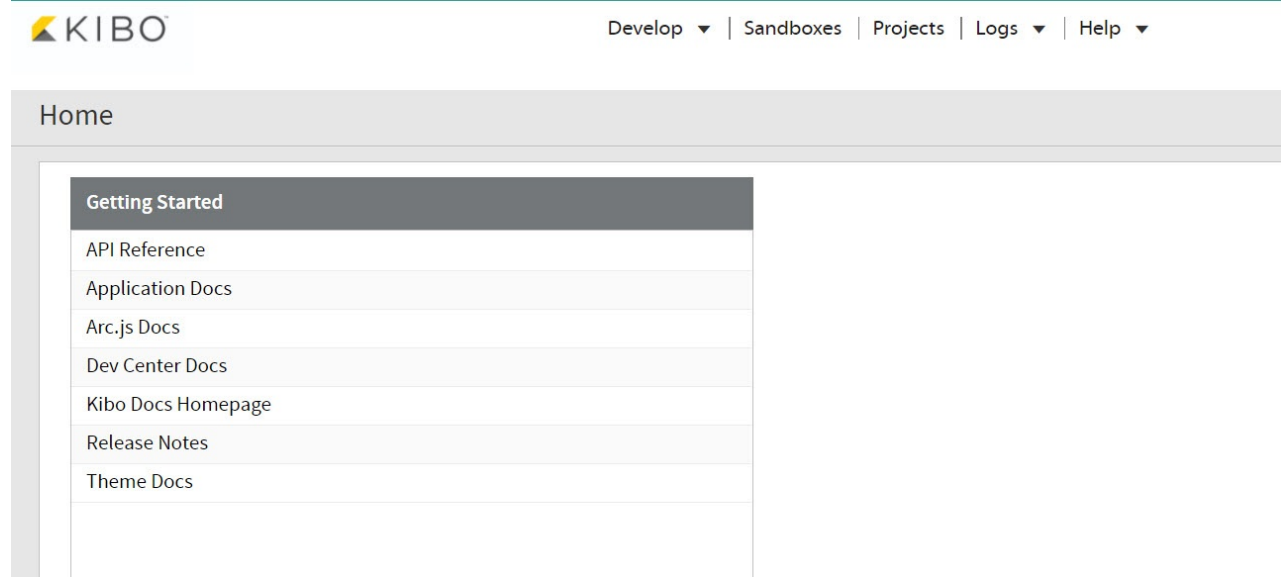 KIBO
Develop ▼ | Sandboxes | Projects | Logs ▼ | Help ▼
Home
Getting Started
API Reference
Application Docs
Arc.js Docs
Dev Center Docs
Kibo Docs Homepage
Release Notes
Theme Docs